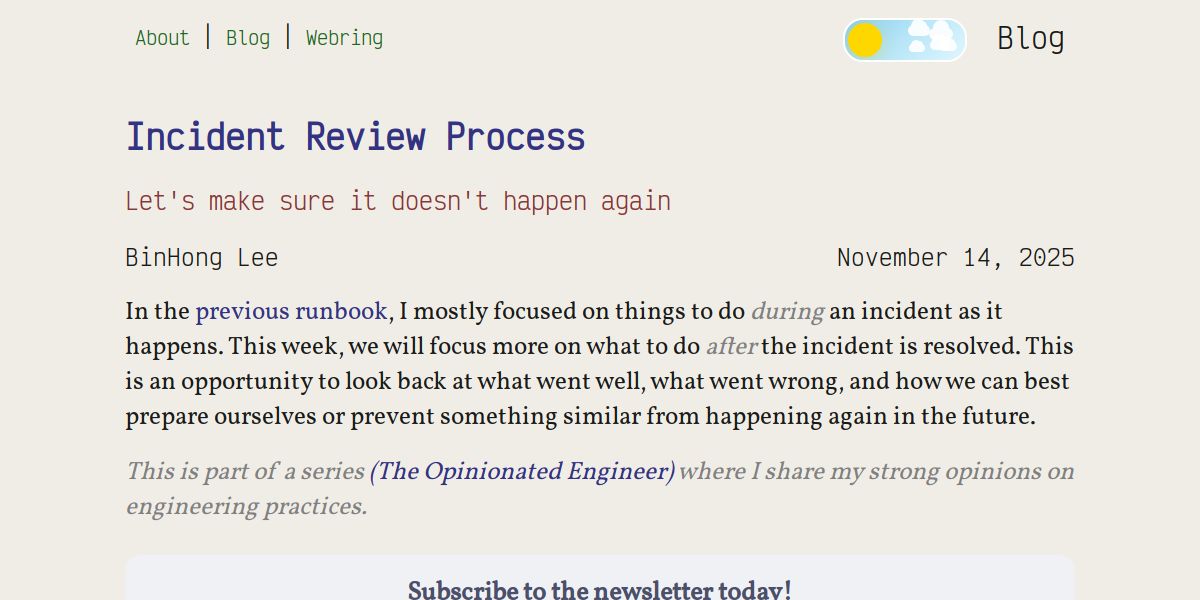 About | Blog | Webring
Blog
Incident Review Process
Let's make sure it doesn't happen again
BinHong Lee
November 14, 2025
In the previous runbook, I mostly focused on things to do during an incident as it
happens. This week, we will focus more on what to do after the incident is resolved. This
is an opportunity to look back at what went well, what went wrong, and how we can best
prepare ourselves or prevent something similar from happening again in the future.
This is part of a series (The Opinionated Engineer) where I share my strong opinions on
engineering practices.
Subscribe to the newsletter today!